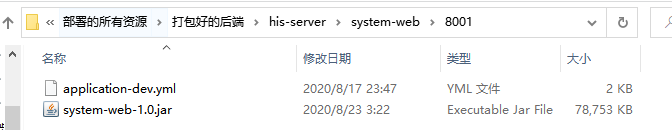 « 部署的所有资源 › 打包好的后端 › his-server › system-web › 8001
名称 修改日期 类型 大小
application-dev.yml 2020/8/17 23:47 YML 文件 2 KB
system-web-1.0.jar 2020/8/23 3:22 Executable Jar File 78,753 KB